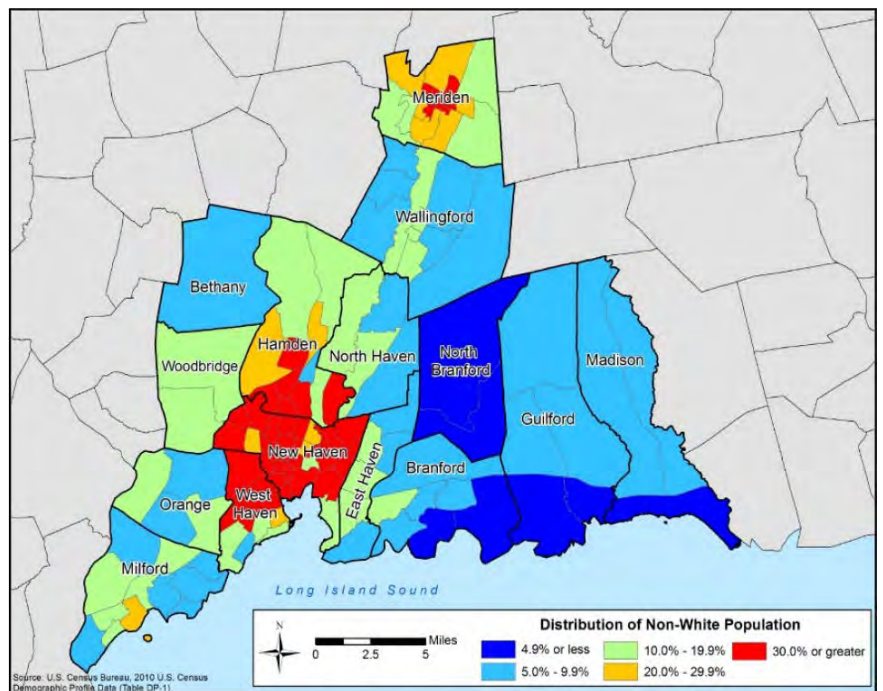 Meriden
Wallingford
Bethany
Hamden
Woodbridge
North Haven
North
Branford
Madison
Guilford
New Haven
East Haven
Branford
West
Haven
Orange
Milford
Long Island Sound
N
Miles
0 2.5 5
Distribution of Non-White Population
4.9% or less
5.0% - 9.9%
10.0% - 19.9%
20.0% - 29.9%
30.0% or greater
Source: U.S. Census Bureau, 2010 U.S. Census
Demographic Profile Data (Table DP-1)